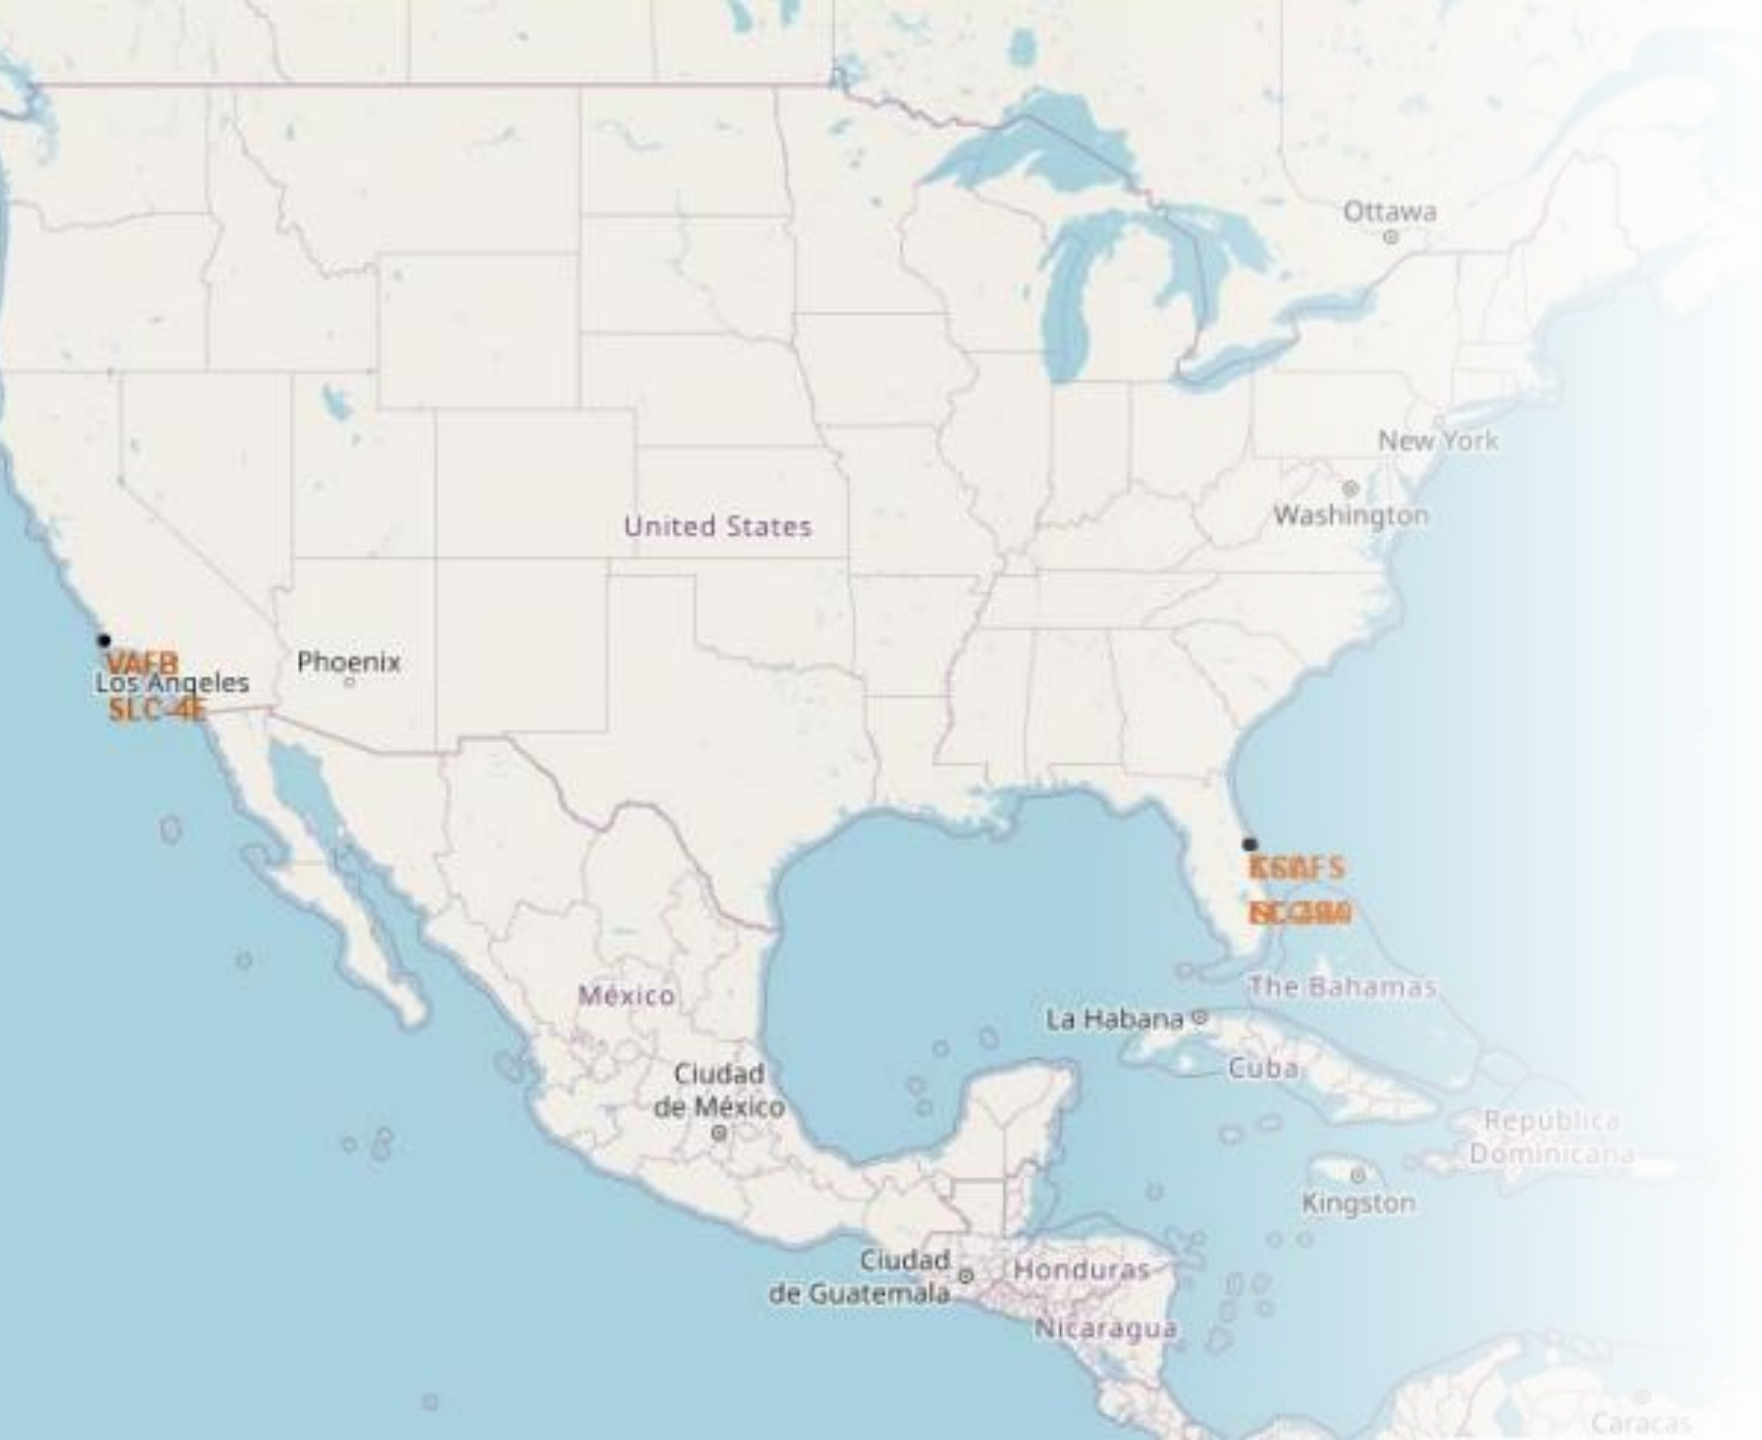 Ottawa
New York
Washington
United States
VAFB
Los Angeles
SLC-4E
Phoenix
The Bahamas
México
La Habana
Cuba
Ciudad
de México
República
Dominicana
Kingston
Ciudad
de Guatemala
Honduras
Nicaragua
Caracas